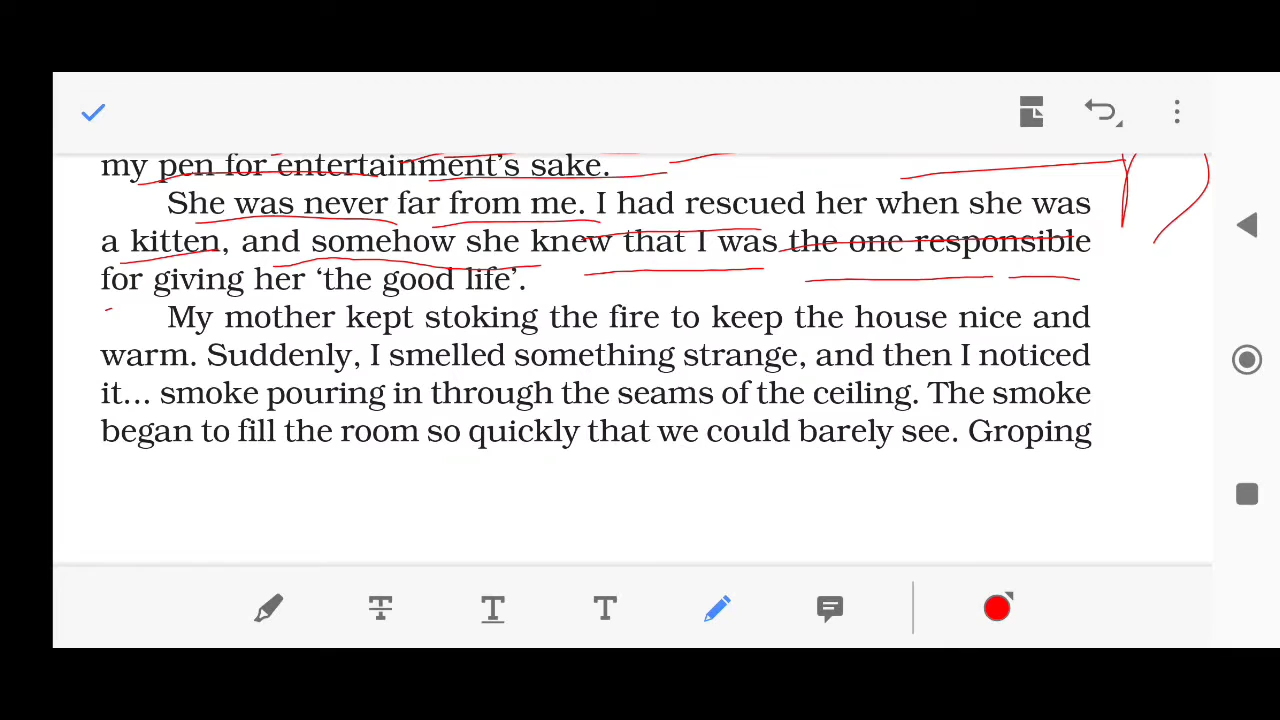 my pen for entertainment's sake.
She was never far from me. I had rescued her when she was
a kitten, and somehow she knew that I was the one responsible
for giving her ‘the good life’.
My mother kept stoking the fire to keep the house nice and
warm. Suddenly, I smelled something strange, and then I noticed
it... smoke pouring in through the seams of the ceiling. The smoke
began to fill the room so quickly that we could barely see. Groping